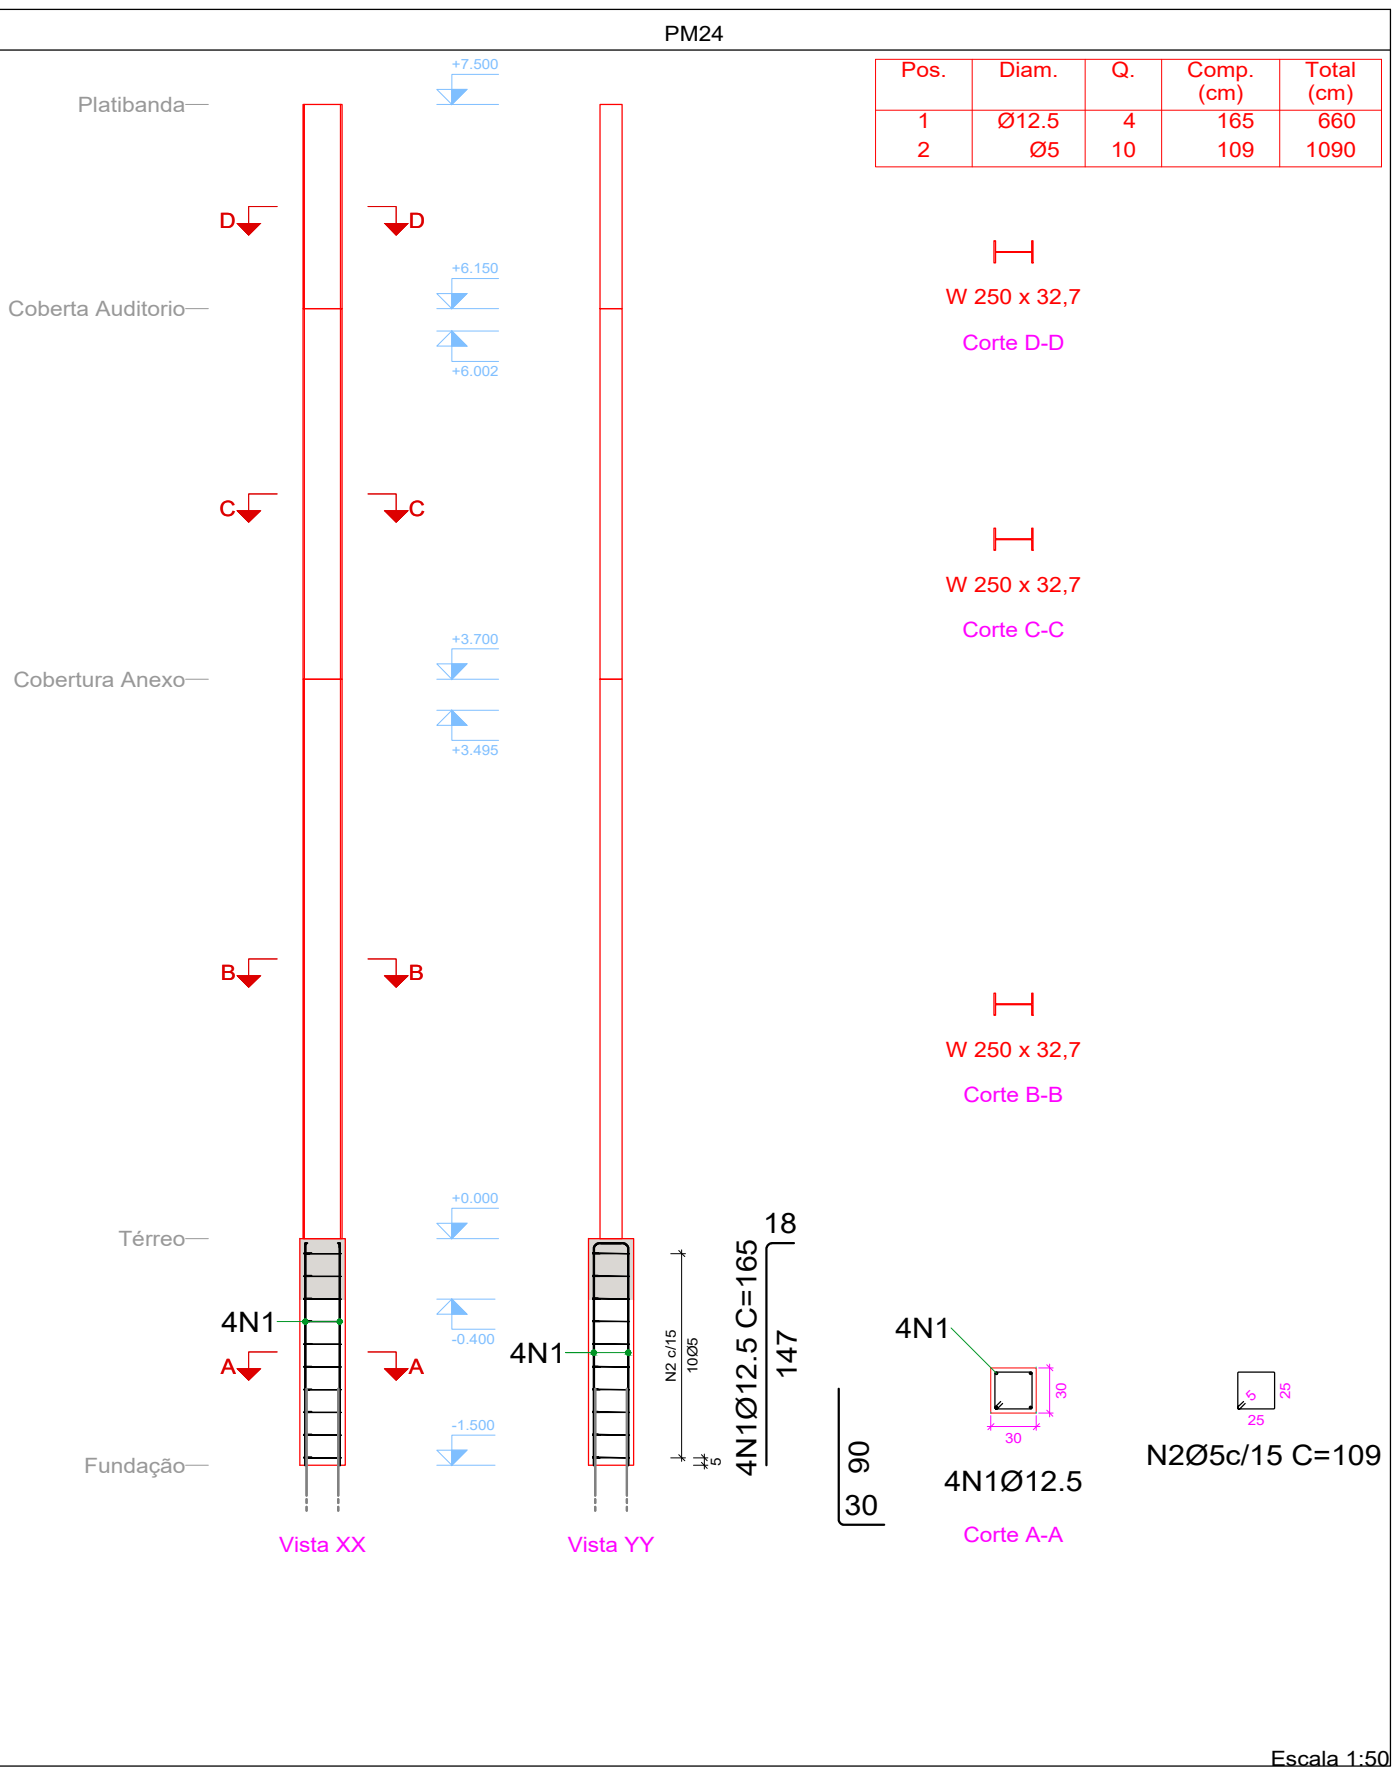 PM24
Pos. Diam. Q. Comp. (cm) Total (cm)
1 Ø12.5 4 165 660
2 Ø5 10 109 1090
Platibanda
+7.500
D D
Coberta Auditorio
+6.150
+6.002
W 250 x 32,7
Corte D-D
C C
W 250 x 32,7
Corte C-C
Cobertura Anexo
+3.700
+3.495
B B
W 250 x 32,7
Corte B-B
Térreo
+0.000
-0.400
4N1
A A
Fundação
-1.500
Vista XX
4N1
N2 c/15
10Ø5
5
Vista YY
4N1Ø12.5 C=165
18
147
90
30
4N1
30
30
4N1Ø12.5
Corte A-A
5
25
25
N2Ø5c/15 C=109
Escala 1:50